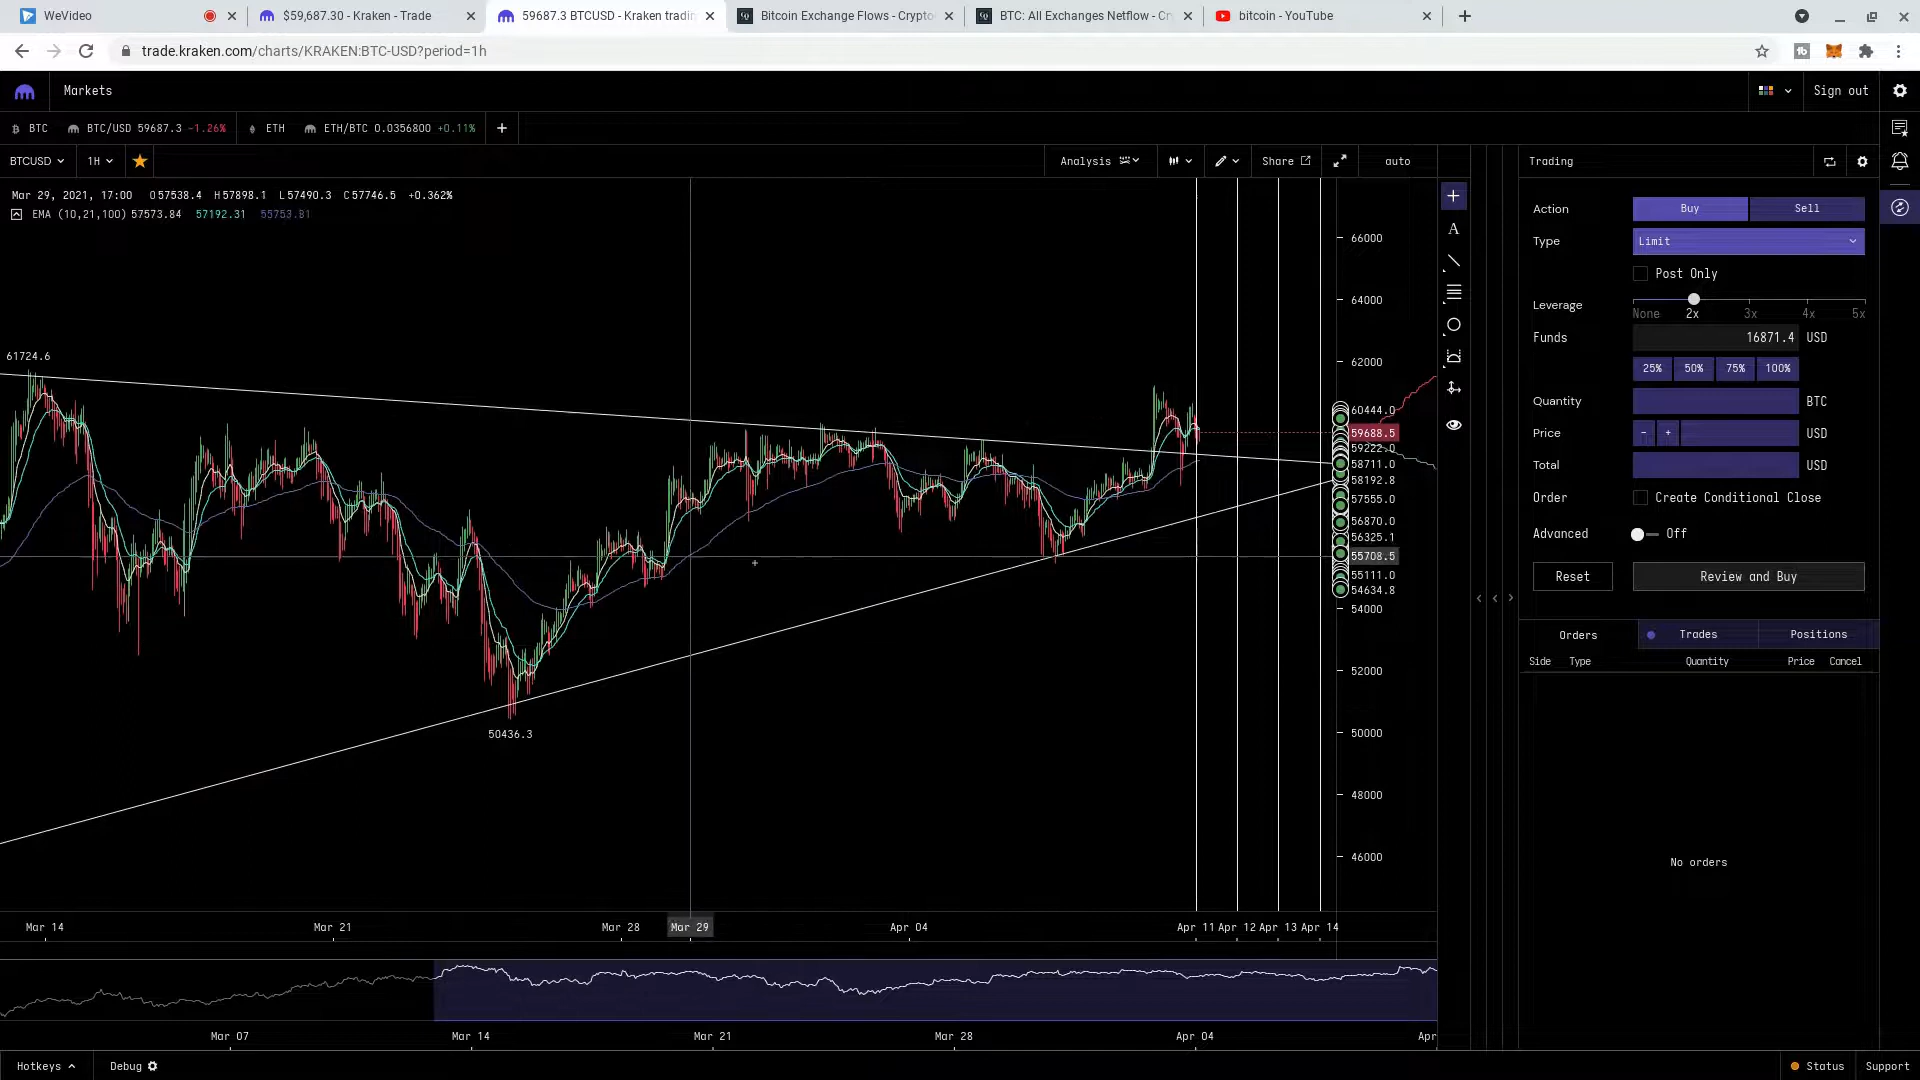 WeVideo
$59,687.30 - Kraken - Trade
59687.3 BTCUSD - Kraken tradin
Bitcoin Exchange Flows - Crypto
BTC: All Exchanges Netflow - Cr
bitcoin - YouTube
trade.kraken.com/charts/KRAKEN:BTC-USD?period=1h
Markets
Sign out
BTC
BTC/USD 59687.3 -1.26%
ETH
ETH/BTC 0.0356800 +0.11%
BTCUSD
1H
Analysis
Share
auto
Trading
Mar 29, 2021, 17:00 O57538.4 H57898.1 L57490.3 C57746.5 +0.362%
EMA (10,21,100) 57573.84 57192.31 55753.81
Action
Buy
Sell
Type
Limit
Post Only
Leverage
None 2x 3x 4x 5x
Funds
16871.4 USD
25% 50% 75% 100%
Quantity
BTC
Price
- +
USD
Total
USD
Order
Create Conditional Close
Advanced
Off
Reset
Review and Buy
Orders
Trades
Positions
Side Type Quantity Price Cancel
No orders
66000
64000
62000
60444.0
59688.5
59222.0
58711.0
58192.8
57555.0
56870.0
56325.1
55708.5
55111.0
54634.8
54000
52000
50000
48000
46000
61724.6
50436.3
A
Mar 14
Mar 21
Mar 28
Mar 29
Apr 04
Apr 11 Apr 12 Apr 13 Apr 14
Mar 07
Mar 14
Mar 21
Mar 28
Apr 04
Apr
Hotkeys
Debug
Status
Support